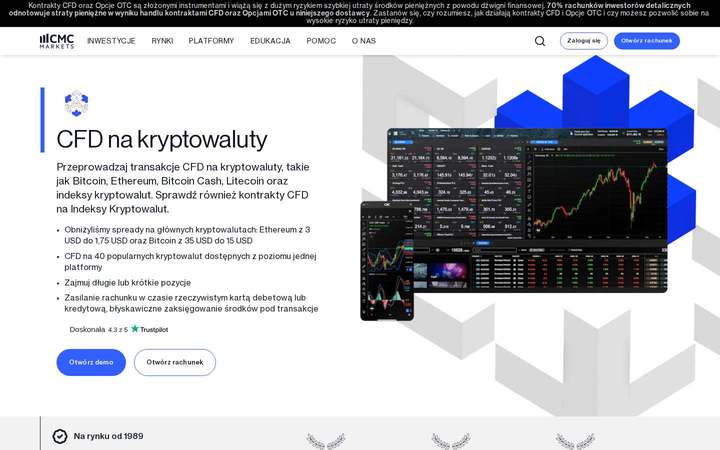 Kontrakty CFD oraz Opcje OTC są złożonymi instrumentami i wiążą się z dużym ryzykiem szybkiej utraty środków pieniężnych z powodu dźwigni finansowej. 70% rachunków inwestorów detalicznych
odnotowuje straty pieniężne w wyniku handlu kontraktami CFD oraz Opcjami OTC u niniejszego dostawcy. Zastanów się, czy rozumiesz, jak działają kontrakty CFD i Opcje OTC i czy możesz pozwolić sobie na
wysokie ryzyko utraty pieniędzy.
CMC MARKETS
INWESTYCJE RYNKI PLATFORMY EDUKACJA POMOC O NAS
Zaloguj się
Otwórz rachunek
CFD na kryptowaluty
Przeprowadzaj transakcje CFD na kryptowaluty, takie
jak Bitcoin, Ethereum, Bitcoin Cash, Litecoin oraz
indeksy kryptowalut. Sprawdź również kontrakty CFD
na Indeksy Kryptowalut.
• Obniżyliśmy spready na głównych kryptowalutach: Ethereum z 3
USD do 1,75 USD oraz Bitcoin z 35 USD do 15 USD
• CFD na 40 popularnych kryptowalut dostępnych z poziomu jednej
platformy
• Zajmuj długie lub krótkie pozycje
• Zasilanie rachunku w czasie rzeczywistym kartą debetową lub
kredytową, błyskawiczne zaksięgowanie środków pod transakcje
Doskonała 4.3 z 5 Trustpilot
Otwórz demo
Otwórz rachunek
Na rynku od 1989